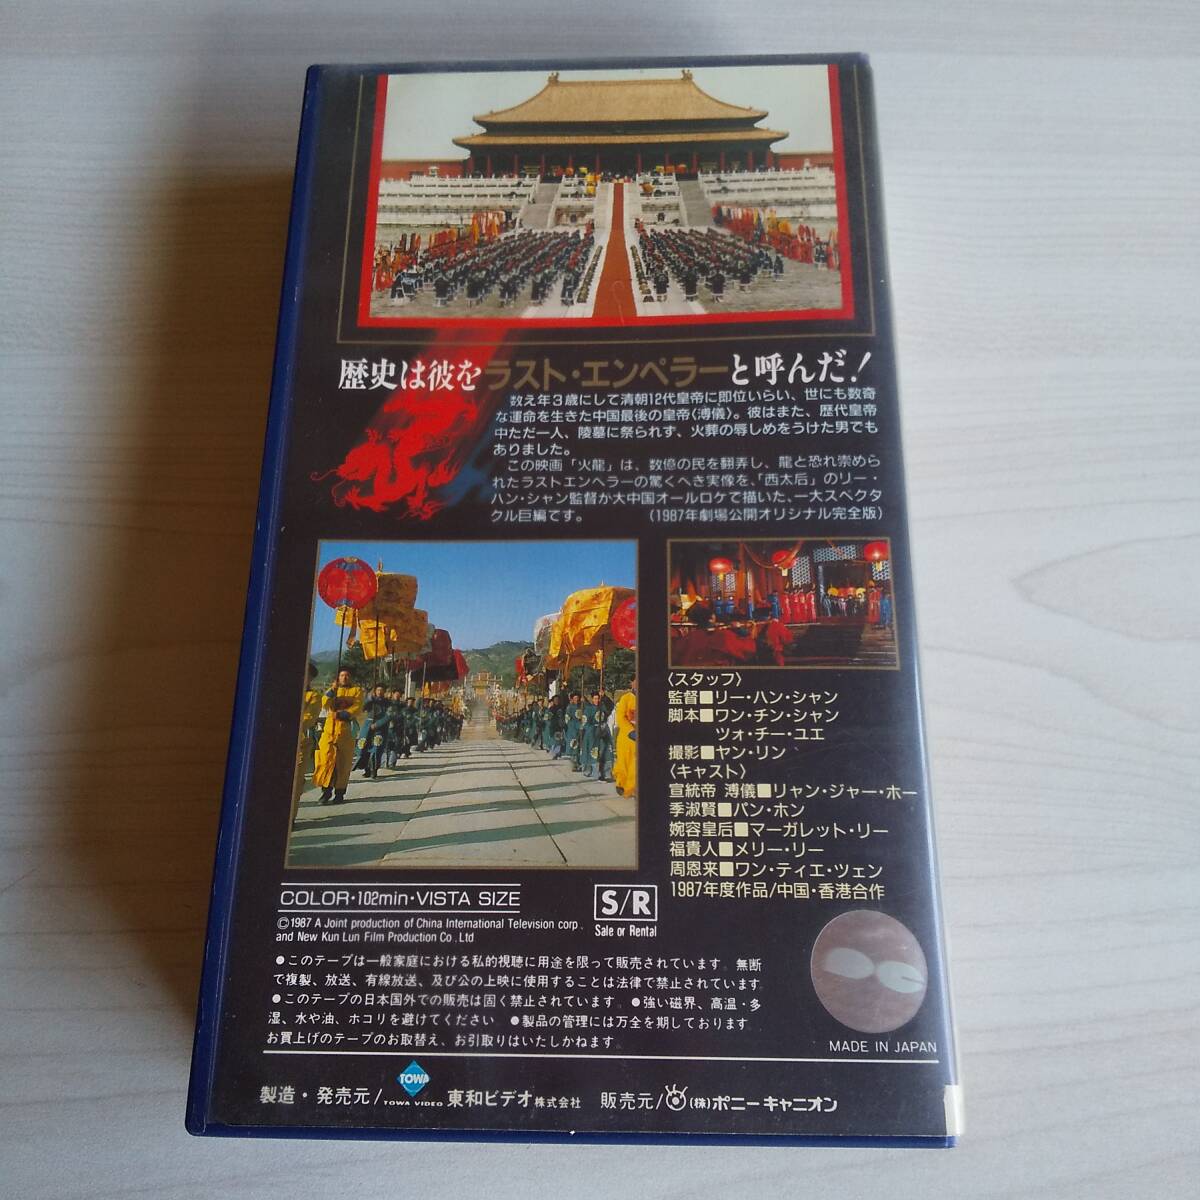 歴史は彼をラスト・エンペラーと呼んだ!
数え年3歳にして清朝12代皇帝に即位いらい、世にも数奇
な運命を生きた中国最後の皇帝〈溥儀〉。彼はまた、歴代皇帝
中ただ一人、陵墓に祭られず、火葬の辱しめをうけた男でも
ありました。
この映画「火龍」は、数億の民を翻弄し、龍と恐れ崇めら
れたラストエンペラーの驚くべき実像を、「西太后」のリー・
ハン・シャン監督が大中国オールロケで描いた、一大スペクタ
クル巨編です。 (1987年劇場公開オリジナル完全版)
〈スタッフ〉
監督■リー・ハン・シャン
脚本■ワン・チン・シャン
ツォ・チー・ユエ
撮影■ヤン・リン
〈キャスト〉
宣統帝 溥儀■リャン・ジャー・ホー
季淑賢■パン・ホン
婉容皇后■マーガレット・リー
福貴人■メリー・リー
周恩来■ワン・ティエ・ツェン
1987年度作品/中国・香港合作
COLOR・102min・VISTA SIZE
S/R
Sale or Rental
©1987 A Joint production of China International Television corp.
and New Kun Lun Film Production Co.,Ltd
●このテープは一般家庭における私的視聴に用途を限って販売されています。無断
で複製、放送、有線放送、及び公の上映に使用することは法律で禁止されています。
●このテープの日本国外での販売は固く禁止されています。●強い磁界、高温・多
湿、水や油、ホコリを避けてください ●製品の管理には万全を期しております
お買上げのテープのお取替え、お引取りはいたしかねます。
MADE IN JAPAN
製造・発売元/TOWA TOWA VIDEO 東和ビデオ株式会社 販売元/(株)ポニーキャニオン